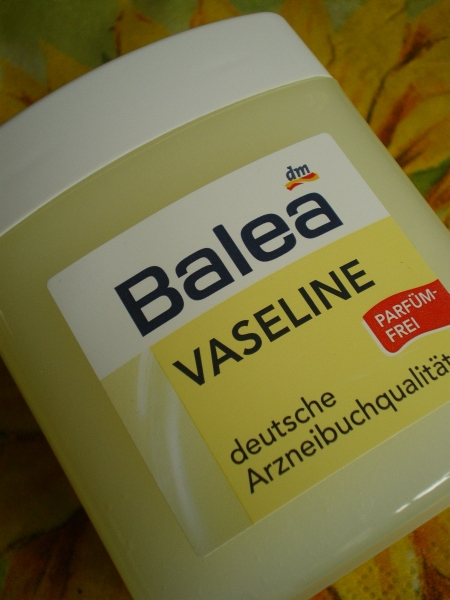 dm
Balea
VASELINE
PARFÜM-
FREI
deutsche
Arzneibuchqualität